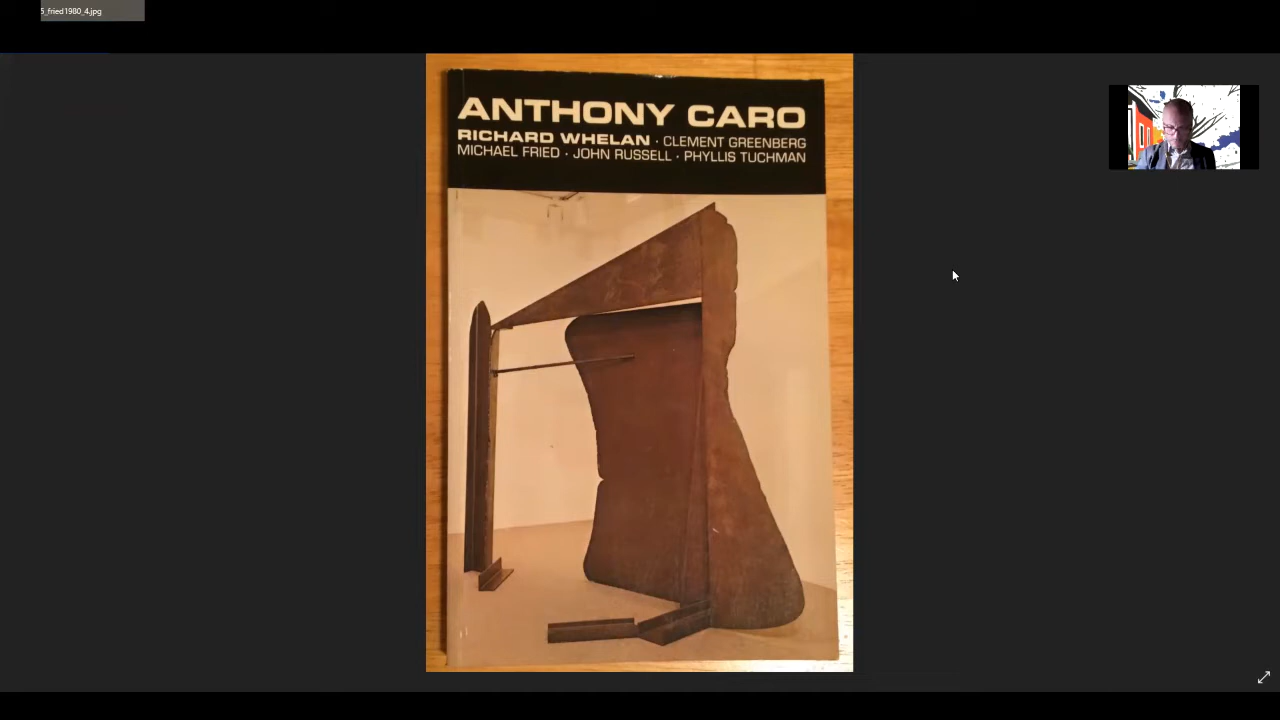 5_fried1980_4.jpg
ANTHONY CARO
RICHARD WHELAN · CLEMENT GREENBERG
MICHAEL FRIED · JOHN RUSSELL · PHYLLIS TUCHMAN